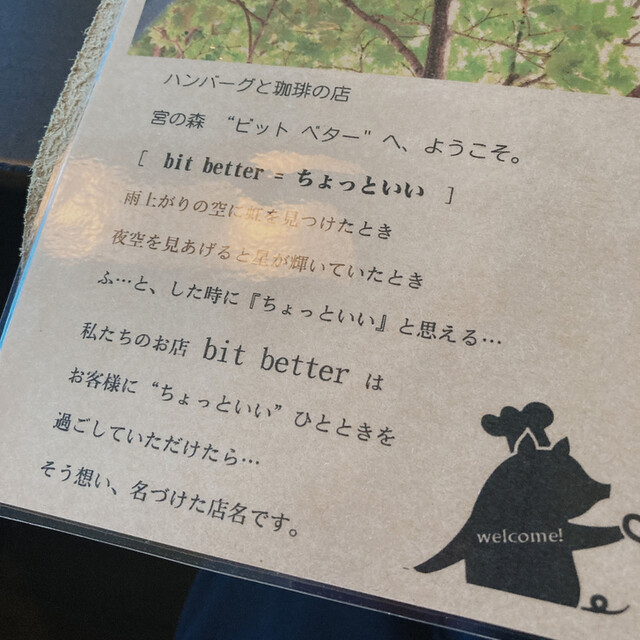 ハンバーグと珈琲の店
宮の森 “ビット ベター”へ、ようこそ。
[ bit better = ちょっといい ]
雨上がりの空に虹を見つけたとき
夜空を見あげると星が輝いていたとき
ふ…と、した時に『ちょっといい』と思える…
私たちのお店 bit better は
お客様に“ちょっといい”ひとときを
過ごしていただけたら…
そう想い、名づけた店名です。
welcome!